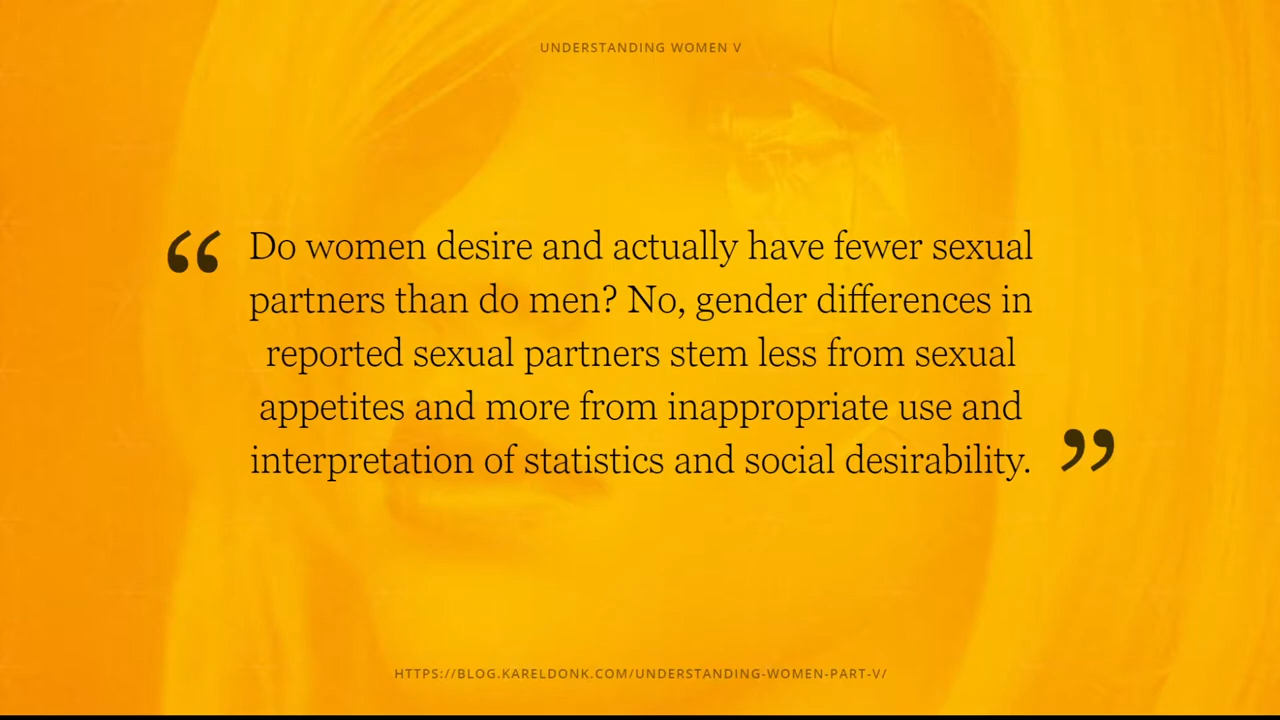 UNDERSTANDING WOMEN V
“ Do women desire and actually have fewer sexual
partners than do men? No, gender differences in
reported sexual partners stem less from sexual
appetites and more from inappropriate use and
interpretation of statistics and social desirability. ”
HTTPS://BLOG.KARELDONK.COM/UNDERSTANDING-WOMEN-PART-V/